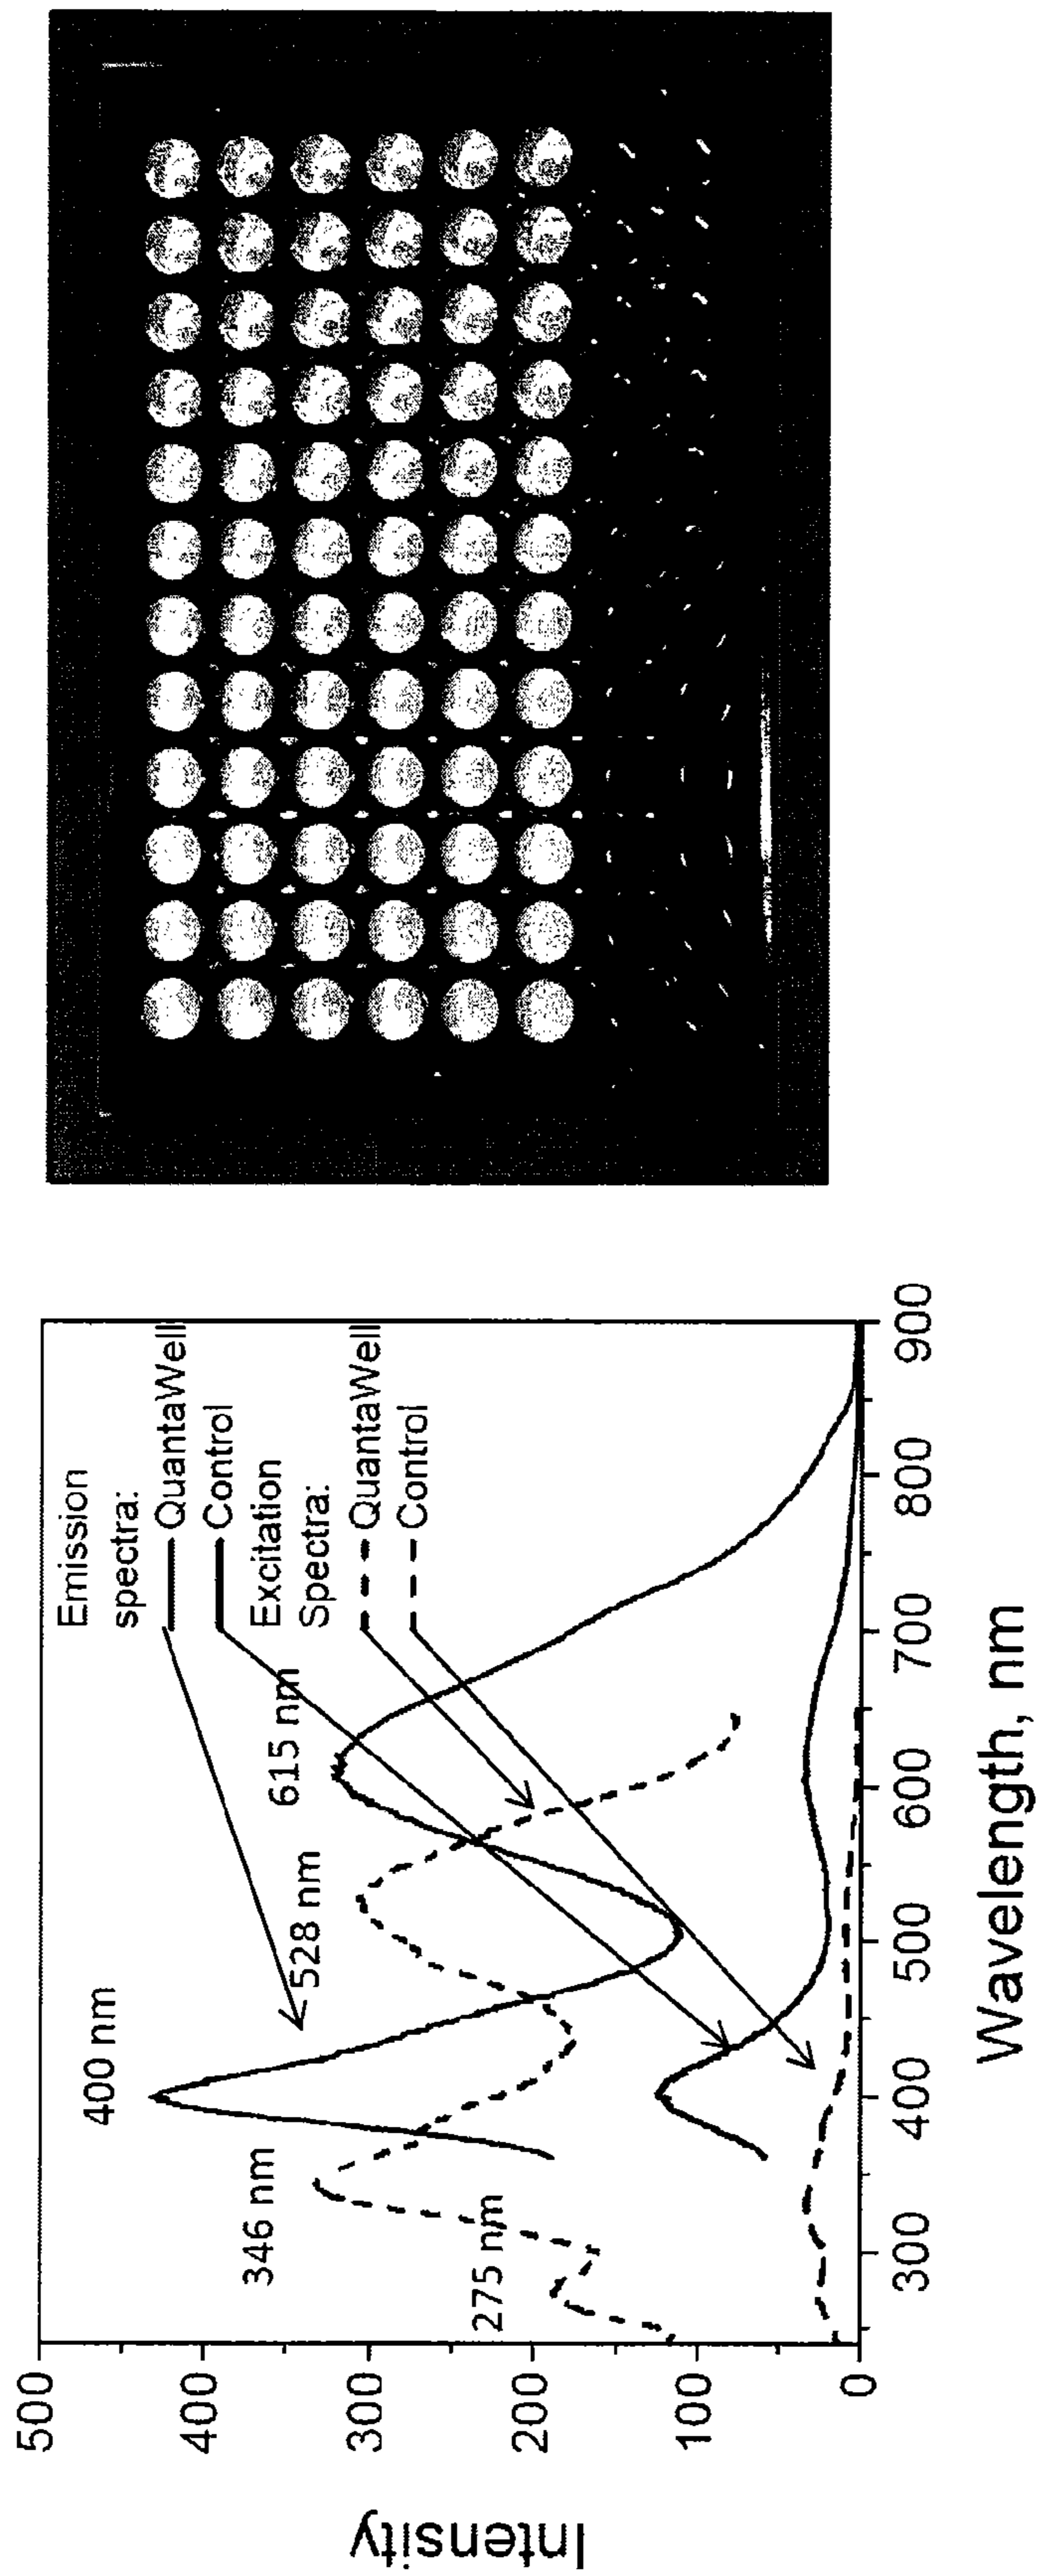 Emission
spectra:
QuantaWell
Control
Excitation
Spectra:
QuantaWell
Control
400 nm
615 nm
528 nm
346 nm
275 nm
500
400
300
200
100
0
Intensity
300
400
500
600
700
800
900
Wavelength, nm